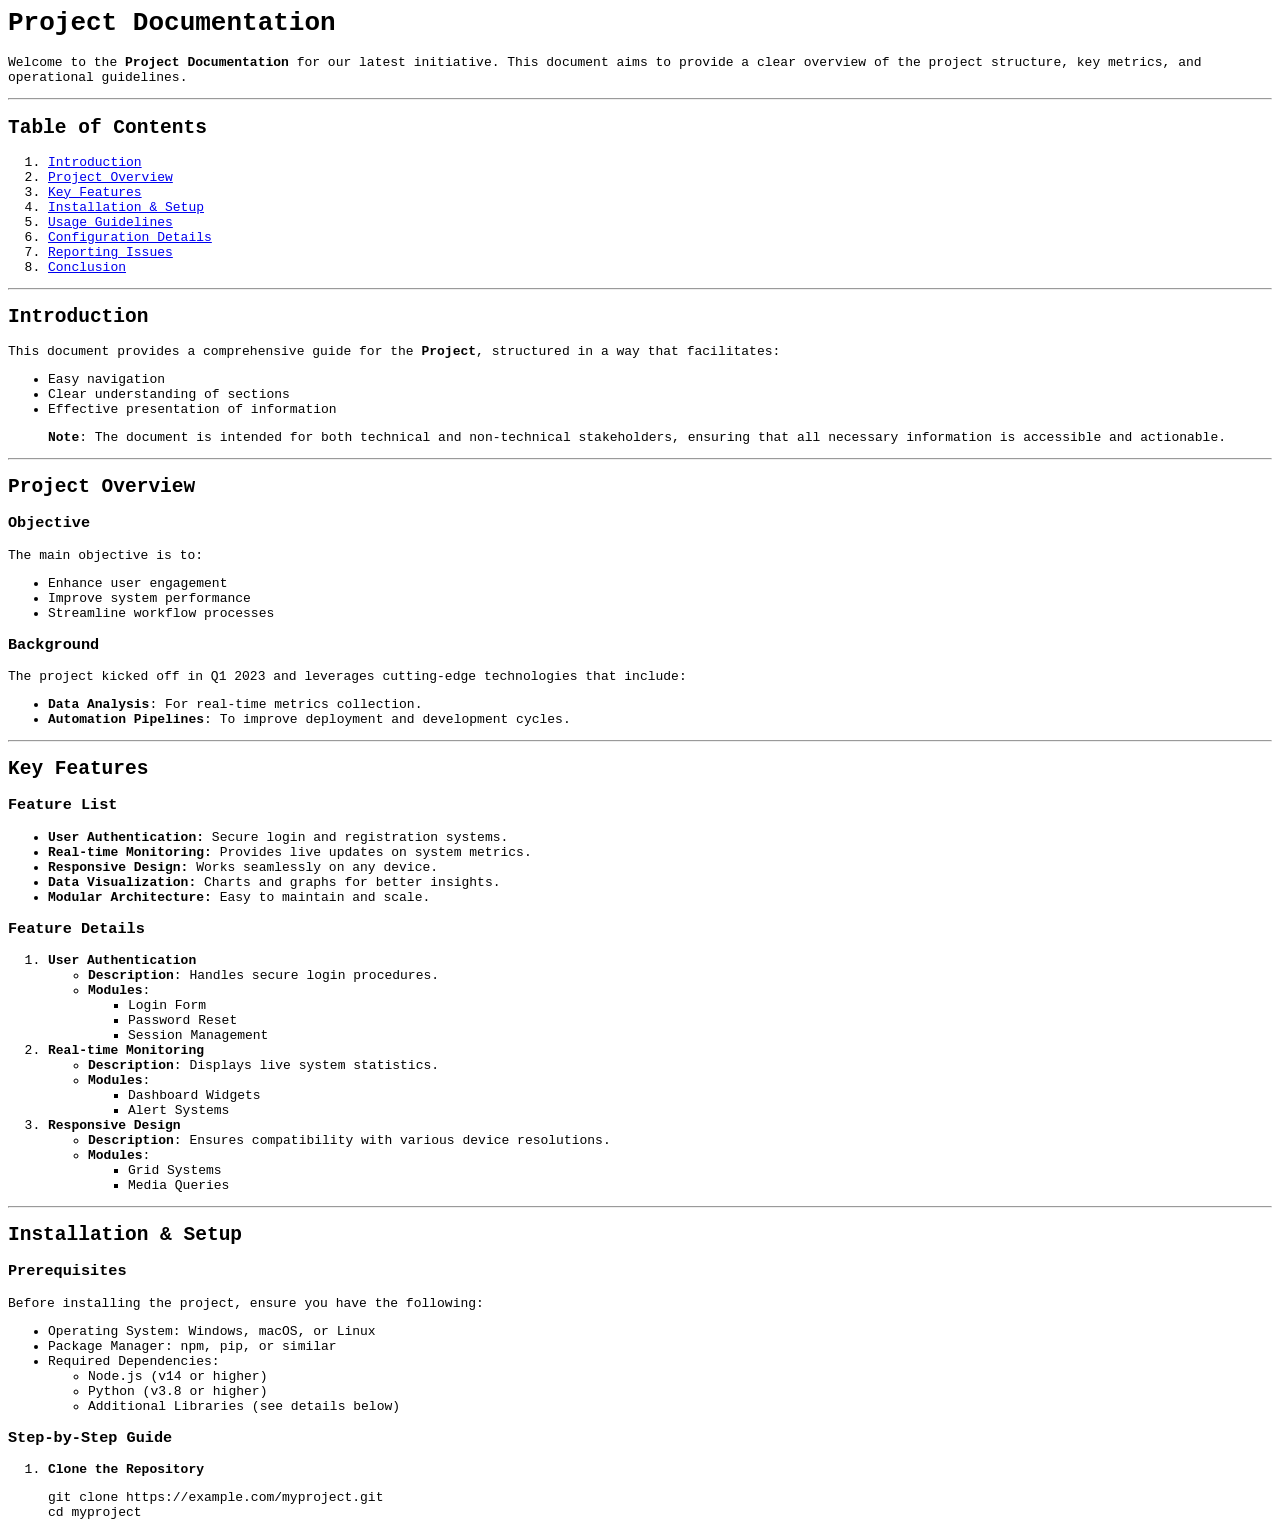 Project Documentation
Welcome to the Project Documentation for our latest initiative. This document aims to provide a clear overview of the project structure, key metrics, and
operational guidelines.
Table of Contents
1. Introduction
2. Project Overview
3. Key Features
4. Installation & Setup
5. Usage Guidelines
6. Configuration Details
7. Reporting Issues
8. Conclusion
Introduction
This document provides a comprehensive guide for the Project, structured in a way that facilitates:
• Easy navigation
• Clear understanding of sections
• Effective presentation of information
Note: The document is intended for both technical and non-technical stakeholders, ensuring that all necessary information is accessible and actionable.
Project Overview
Objective
The main objective is to:
• Enhance user engagement
• Improve system performance
• Streamline workflow processes
Background
The project kicked off in Q1 2023 and leverages cutting-edge technologies that include:
• Data Analysis: For real-time metrics collection.
• Automation Pipelines: To improve deployment and development cycles.
Key Features
Feature List
• User Authentication: Secure login and registration systems.
• Real-time Monitoring: Provides live updates on system metrics.
• Responsive Design: Works seamlessly on any device.
• Data Visualization: Charts and graphs for better insights.
• Modular Architecture: Easy to maintain and scale.
Feature Details
1. User Authentication
◦ Description: Handles secure login procedures.
◦ Modules:
▪ Login Form
▪ Password Reset
▪ Session Management
2. Real-time Monitoring
◦ Description: Displays live system statistics.
◦ Modules:
▪ Dashboard Widgets
▪ Alert Systems
3. Responsive Design
◦ Description: Ensures compatibility with various device resolutions.
◦ Modules:
▪ Grid Systems
▪ Media Queries
Installation & Setup
Prerequisites
Before installing the project, ensure you have the following:
• Operating System: Windows, macOS, or Linux
• Package Manager: npm, pip, or similar
• Required Dependencies:
◦ Node.js (v14 or higher)
◦ Python (v3.8 or higher)
◦ Additional Libraries (see details below)
Step-by-Step Guide
1. Clone the Repository
git clone https://example.com/myproject.git
cd myproject